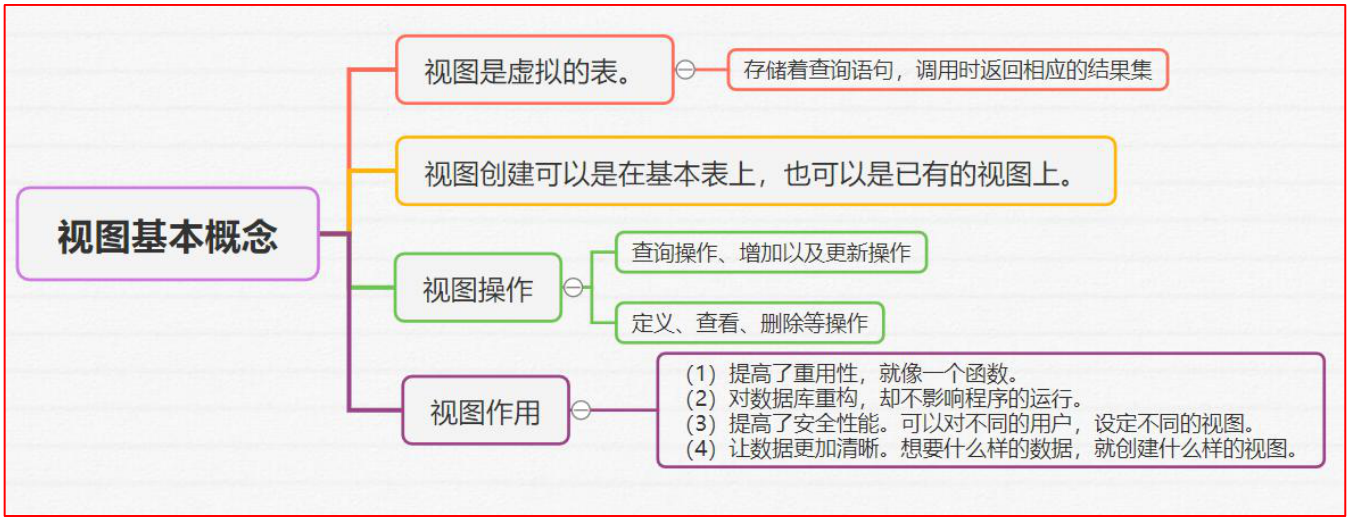 视图基本概念
视图是虚拟的表。
存储着查询语句，调用时返回相应的结果集
视图创建可以是在基本表上，也可以是已有的视图上。
视图操作
查询操作、增加以及更新操作
定义、查看、删除等操作
视图作用
（1）提高了重用性，就像一个函数。
（2）对数据库重构，却不影响程序的运行。
（3）提高了安全性能。可以对不同的用户，设定不同的视图。
（4）让数据更加清晰。想要什么样的数据，就创建什么样的视图。